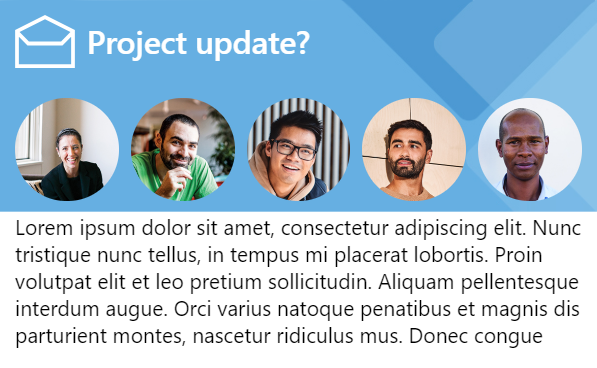 Project update?
Lorem ipsum dolor sit amet, consectetur adipiscing elit. Nunc
tristique nunc tellus, in tempus mi placerat lobortis. Proin
volutpat elit et leo pretium sollicitudin. Aliquam pellentesque
interdum augue. Orci varius natoque penatibus et magnis dis
parturient montes, nascetur ridiculus mus. Donec congue